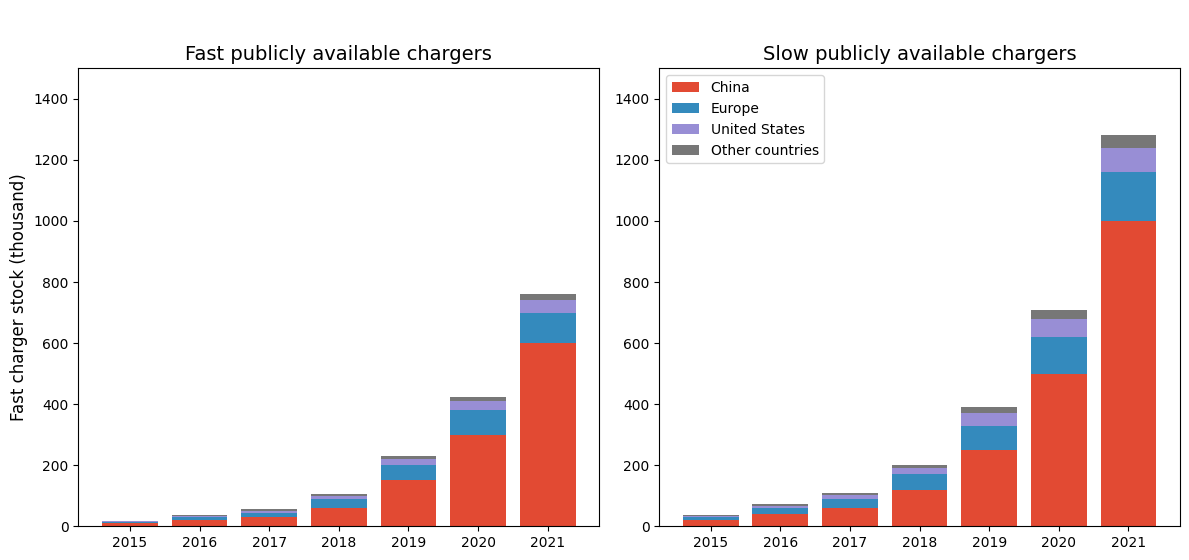 Fast publicly available chargers
Fast charger stock (thousand)
1400
1200
1000
800
600
400
200
0
2015 2016 2017 2018 2019 2020 2021
Slow publicly available chargers
China
Europe
United States
Other countries
1400
1200
1000
800
600
400
200
0
2015 2016 2017 2018 2019 2020 2021